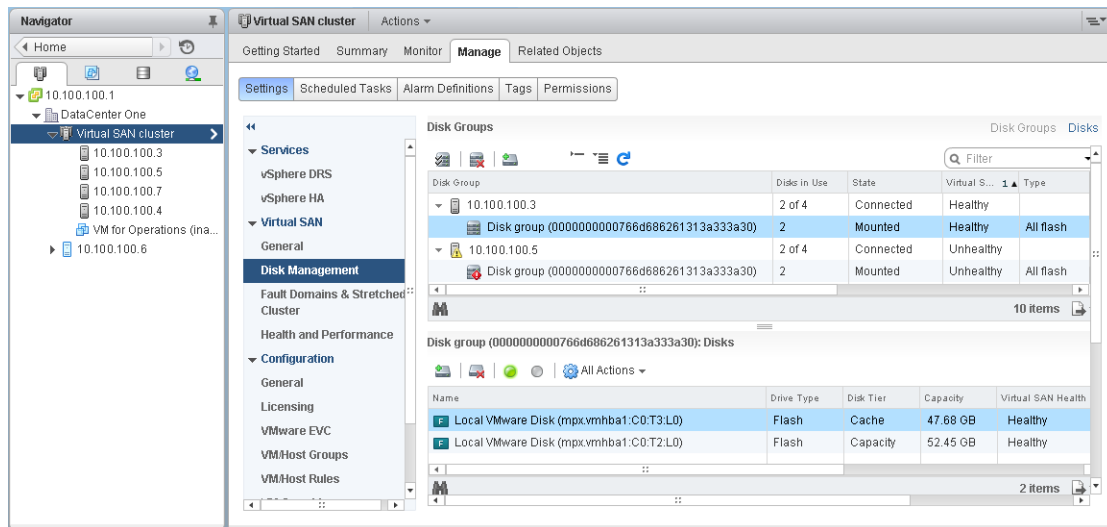 Navigator
Home
10.100.100.1
DataCenter One
Virtual SAN cluster
10.100.100.3
10.100.100.5
10.100.100.7
10.100.100.4
VM for Operations (ina...
10.100.100.6
Virtual SAN cluster Actions
Getting Started Summary Monitor Manage Related Objects
Settings Scheduled Tasks Alarm Definitions Tags Permissions
Services
vSphere DRS
vSphere HA
Virtual SAN
General
Disk Management
Fault Domains & Stretched
Cluster
Health and Performance
Configuration
General
Licensing
VMware EVC
VM/Host Groups
VM/Host Rules
Disk Groups Disk Groups Disks
Filter
Disk Group Disks in Use State Virtual S... 1 Type
10.100.100.3 2 of 4 Connected Healthy
Disk group (0000000000766d686261313a333a30) 2 Mounted Healthy All flash
10.100.100.5 2 of 4 Connected Unhealthy
Disk group (0000000000766d686261313a333a30) 2 Mounted Unhealthy All flash
10 items
Disk group (0000000000766d686261313a333a30): Disks
All Actions
Name Drive Type Disk Tier Capacity Virtual SAN Health
F Local VMware Disk (mpx.vmhba1:C0:T3:L0) Flash Cache 47.68 GB Healthy
F Local VMware Disk (mpx.vmhba1:C0:T2:L0) Flash Capacity 52.45 GB Healthy
2 items